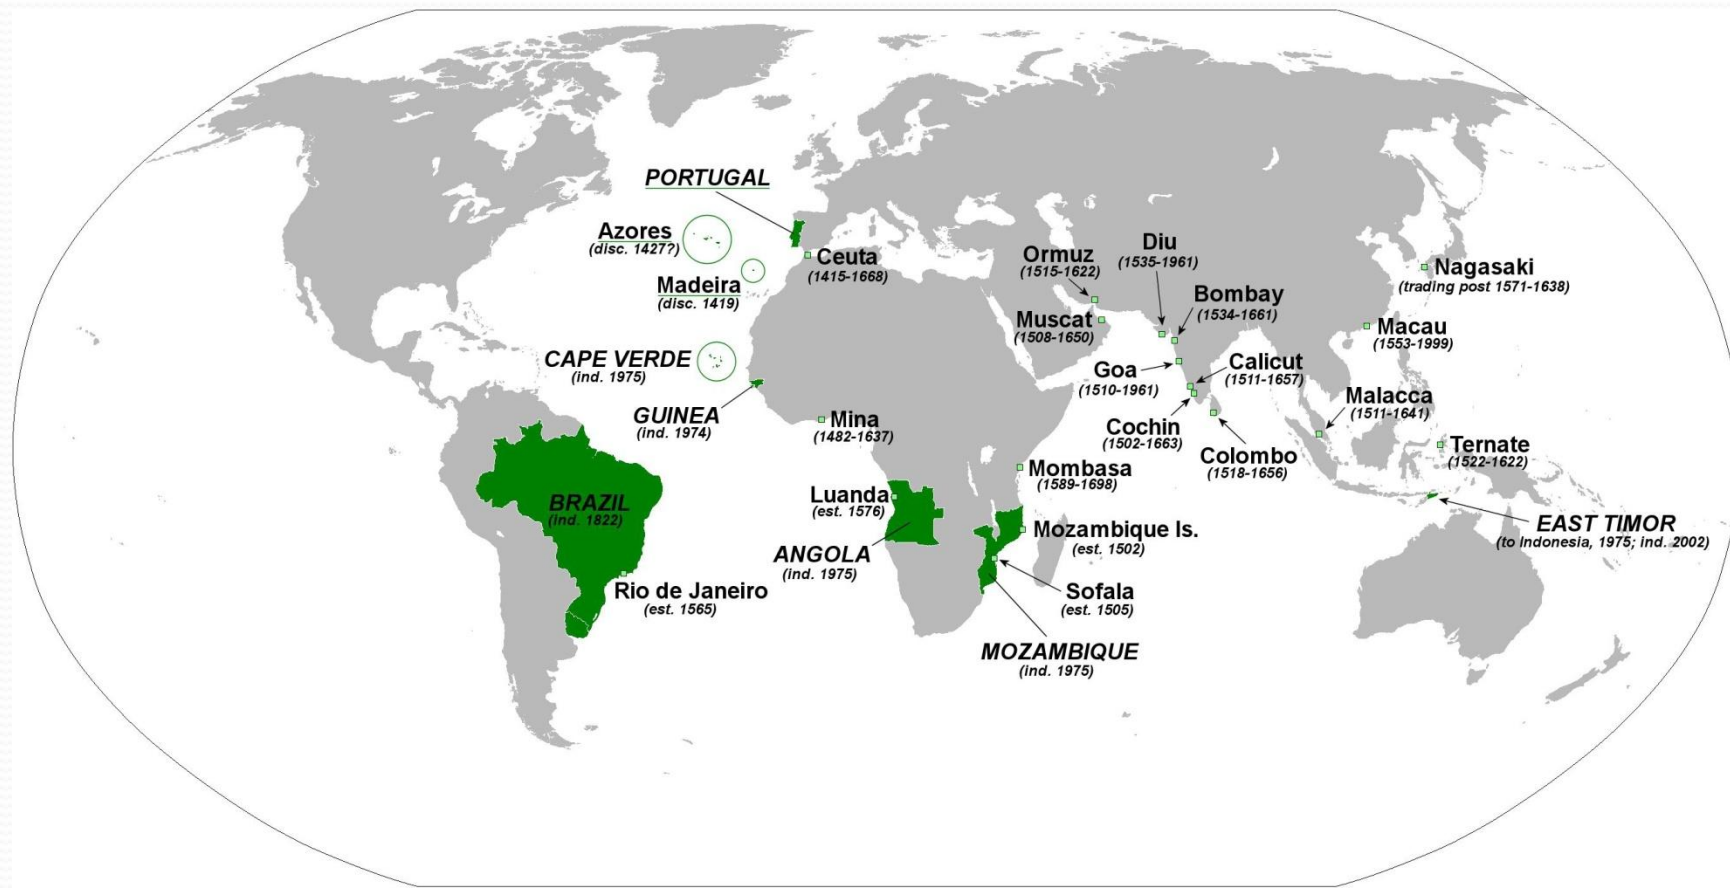 PORTUGAL
Azores
(disc. 1427?)
Madeira
(disc. 1419)
Ceuta
(1415-1668)
CAPE VERDE
(ind. 1975)
GUINEA
(ind. 1974)
Mina
(1482-1637)
BRAZIL
(ind. 1822)
Rio de Janeiro
(est. 1565)
Luanda
(est. 1576)
ANGOLA
(ind. 1975)
Mombasa
(1589-1698)
Mozambique Is.
(est. 1502)
Sofala
(est. 1505)
MOZAMBIQUE
(ind. 1975)
Ormuz
(1515-1622)
Muscat
(1508-1650)
Diu
(1535-1961)
Bombay
(1534-1661)
Goa
(1510-1961)
Calicut
(1511-1657)
Cochin
(1502-1663)
Colombo
(1518-1656)
Nagasaki
(trading post 1571-1638)
Macau
(1553-1999)
Malacca
(1511-1641)
Ternate
(1522-1622)
EAST TIMOR
(to Indonesia, 1975; ind. 2002)